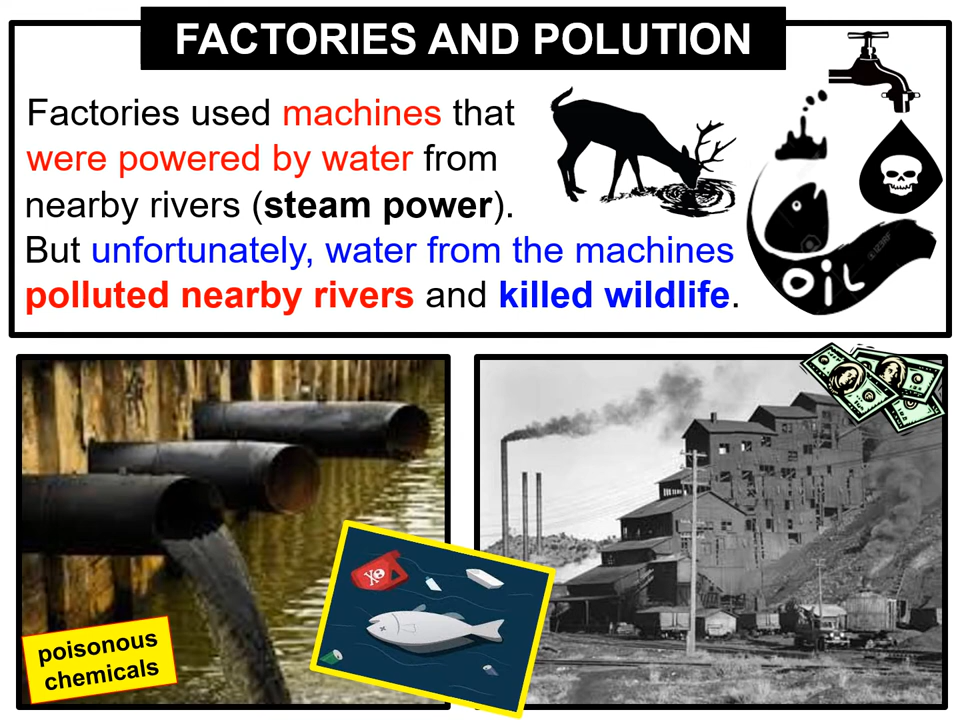 FACTORIES AND POLUTION
Factories used machines that
were powered by water from
nearby rivers (steam power).
But unfortunately, water from the machines
polluted nearby rivers and killed wildlife.
OiL
poisonous
chemicals